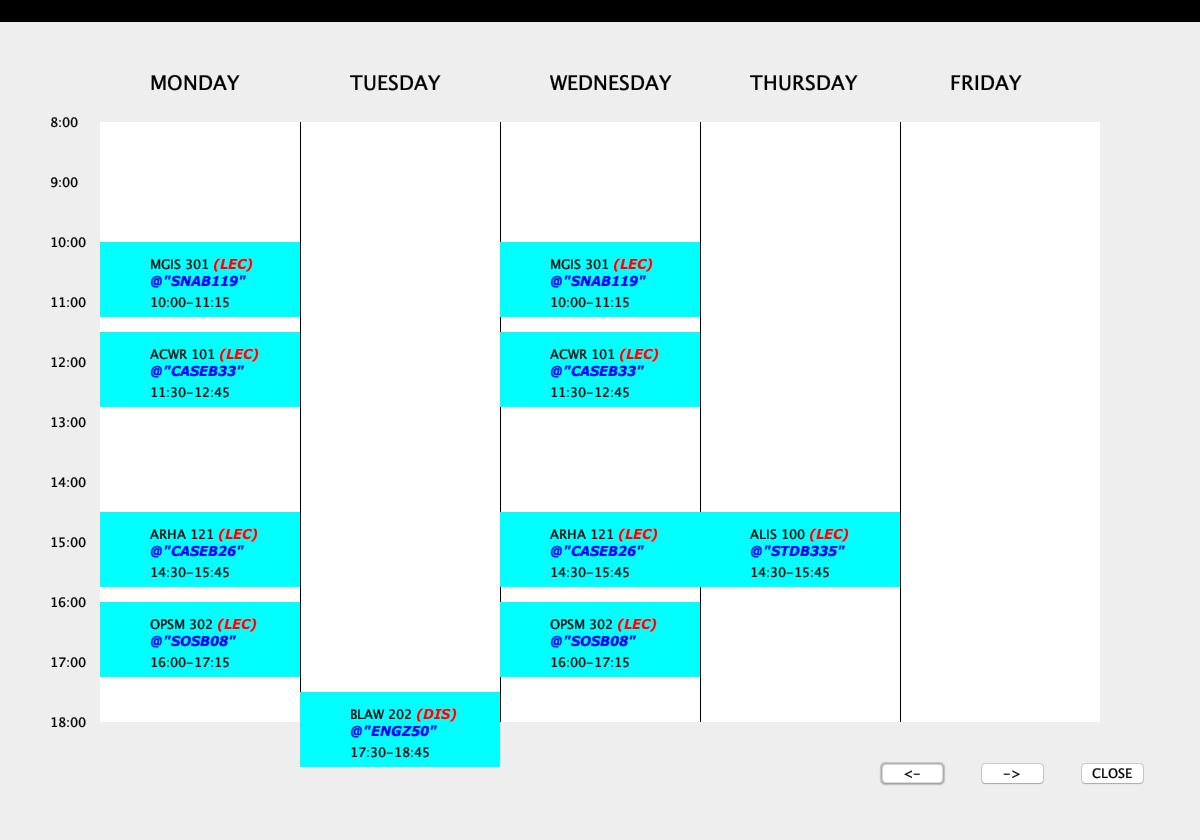 MONDAY TUESDAY WEDNESDAY THURSDAY FRIDAY
8:00
9:00
10:00
MGIS 301 (LEC) MGIS 301 (LEC)
@"SNAB119" @"SNAB119"
11:00 10:00-11:15 10:00-11:15
ACWR 101 (LEC) ACWR 101 (LEC)
12:00 @"CASEB33" @"CASEB33"
11:30-12:45 11:30-12:45
13:00
14:00
ARHA 121 (LEC) ARHA 121 (LEC) ALIS 100 (LEC)
15:00 @"CASEB26" @"CASEB26" @"STDB335"
14:30-15:45 14:30-15:45 14:30-15:45
16:00
OPSM 302 (LEC) OPSM 302 (LEC)
@"SOSB08" @"SOSB08"
17:00 16:00-17:15 16:00-17:15
BLAW 202 (DIS)
18:00 @"ENGZ50"
17:30-18:45
<- -> CLOSE